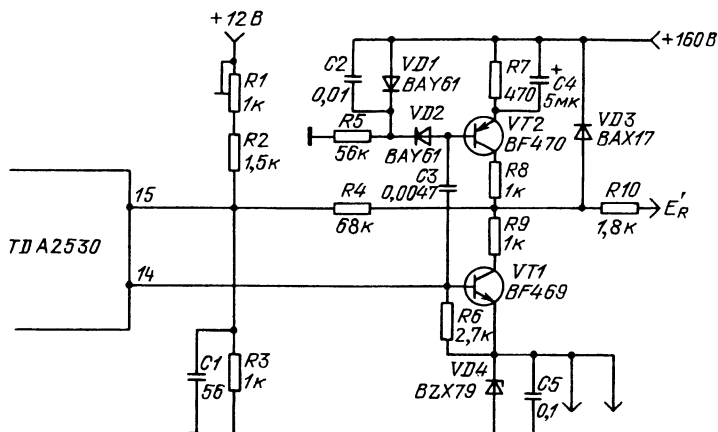 +12В
+160В
C2
0,01
VD1
BAY61
R7
470
C4
+
5мк
R1
1к
VD2
BAY61
VT2
BF470
VD3
BAX17
R5
56к
R2
1,5к
C3
0,0047
R8
1к
15
R4
68к
R10
1,8к
E'R
R9
1к
TDA2530
14
VT1
BF469
R6
2,7к
C1
56
R3
1к
VD4
BZX79
C5
0,1